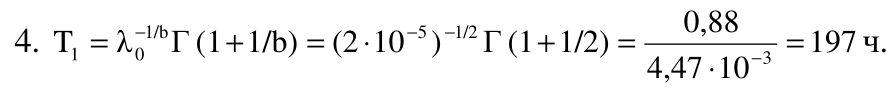 4. T₁ = λ₀^(-1/b) Γ (1+1/b) = (2·10⁻⁵)^(-1/2) Γ (1+1/2) = 0,88 / 4,47·10⁻³ = 197 ч.